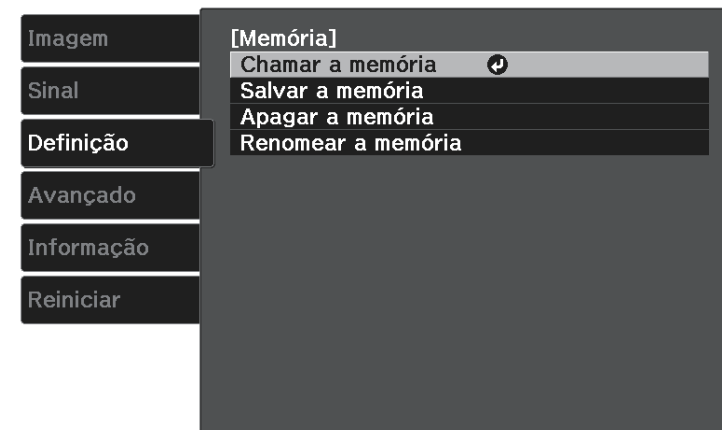 Imagem
Sinal
Definição
Avançado
Informação
Reiniciar
[Memória]
Chamar a memória
Salvar a memória
Apagar a memória
Renomear a memória